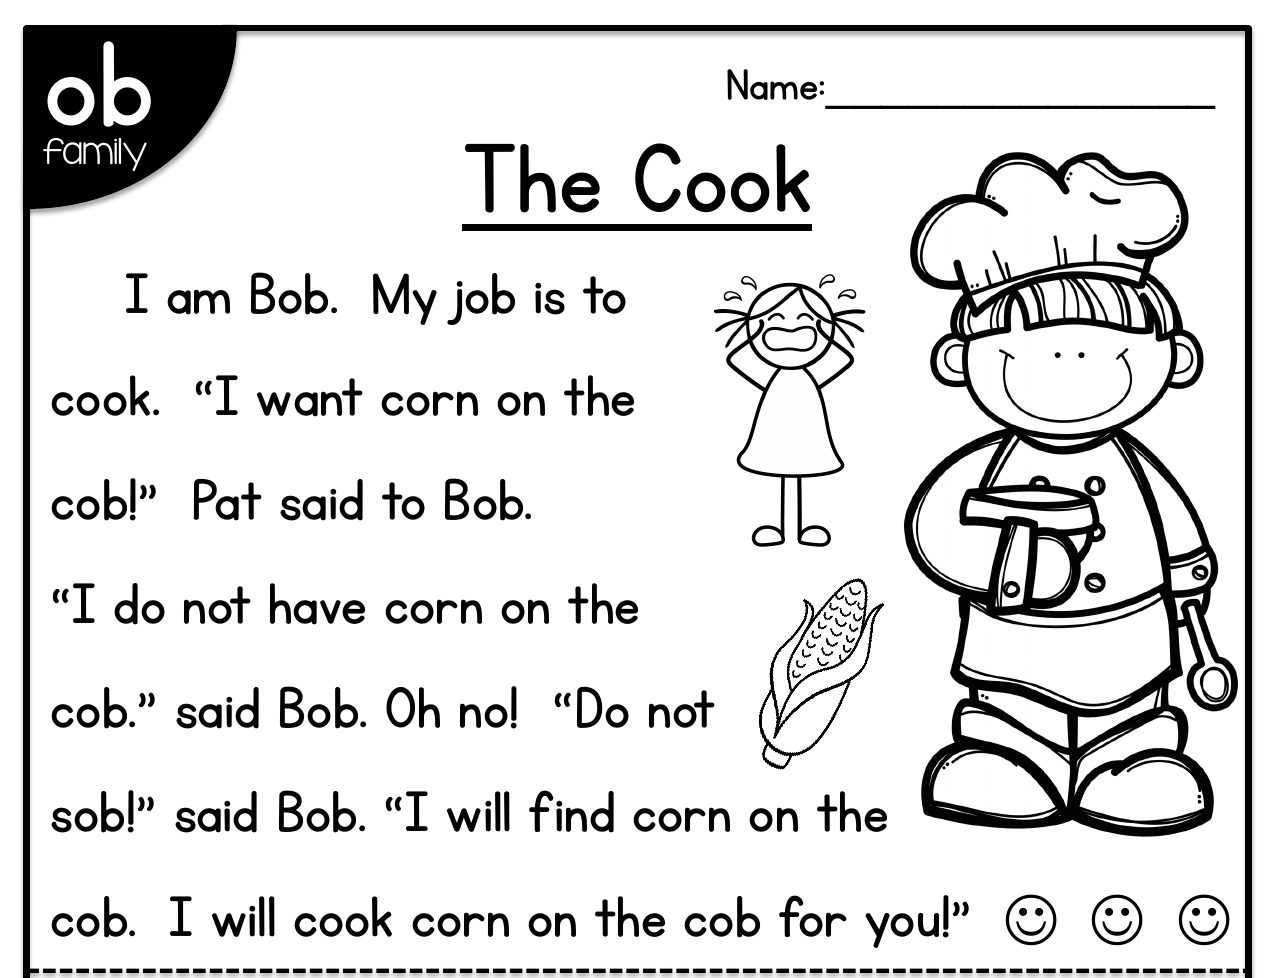 ob
family
Name:
The Cook
I am Bob. My job is to
cook. “I want corn on the
cob!” Pat said to Bob.
“I do not have corn on the
cob.” said Bob. Oh no! “Do not
sob!” said Bob. “I will find corn on the
cob. I will cook corn on the cob for you!”